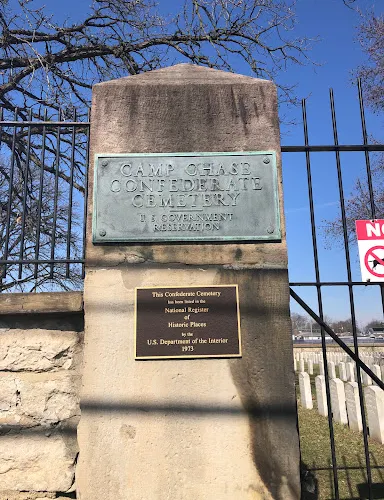 CAMP CHASE
CONFEDERATE
CEMETERY
U.S. GOVERNMENT
RESERVATION
This Confederate Cemetery
has been listed in the
National Register
of
Historic Places
by the
U.S. Department of the Interior
1973